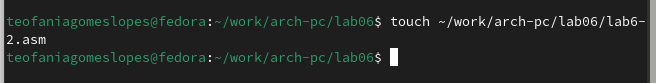 teofaniagomeslopes@fedora:~/work/arch-pc/lab06$ touch ~/work/arch-pc/lab06/lab6-
2.asm
teofaniagomeslopes@fedora:~/work/arch-pc/lab06$